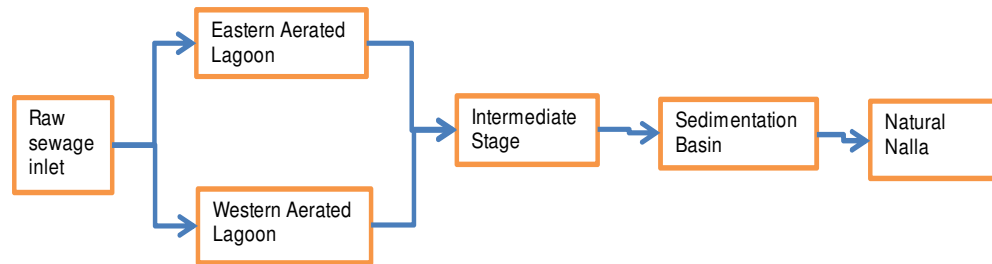 Raw
sewage
inlet
Eastern Aerated
Lagoon
Western Aerated
Lagoon
Intermediate
Stage
Sedimentation
Basin
Natural
Nalla